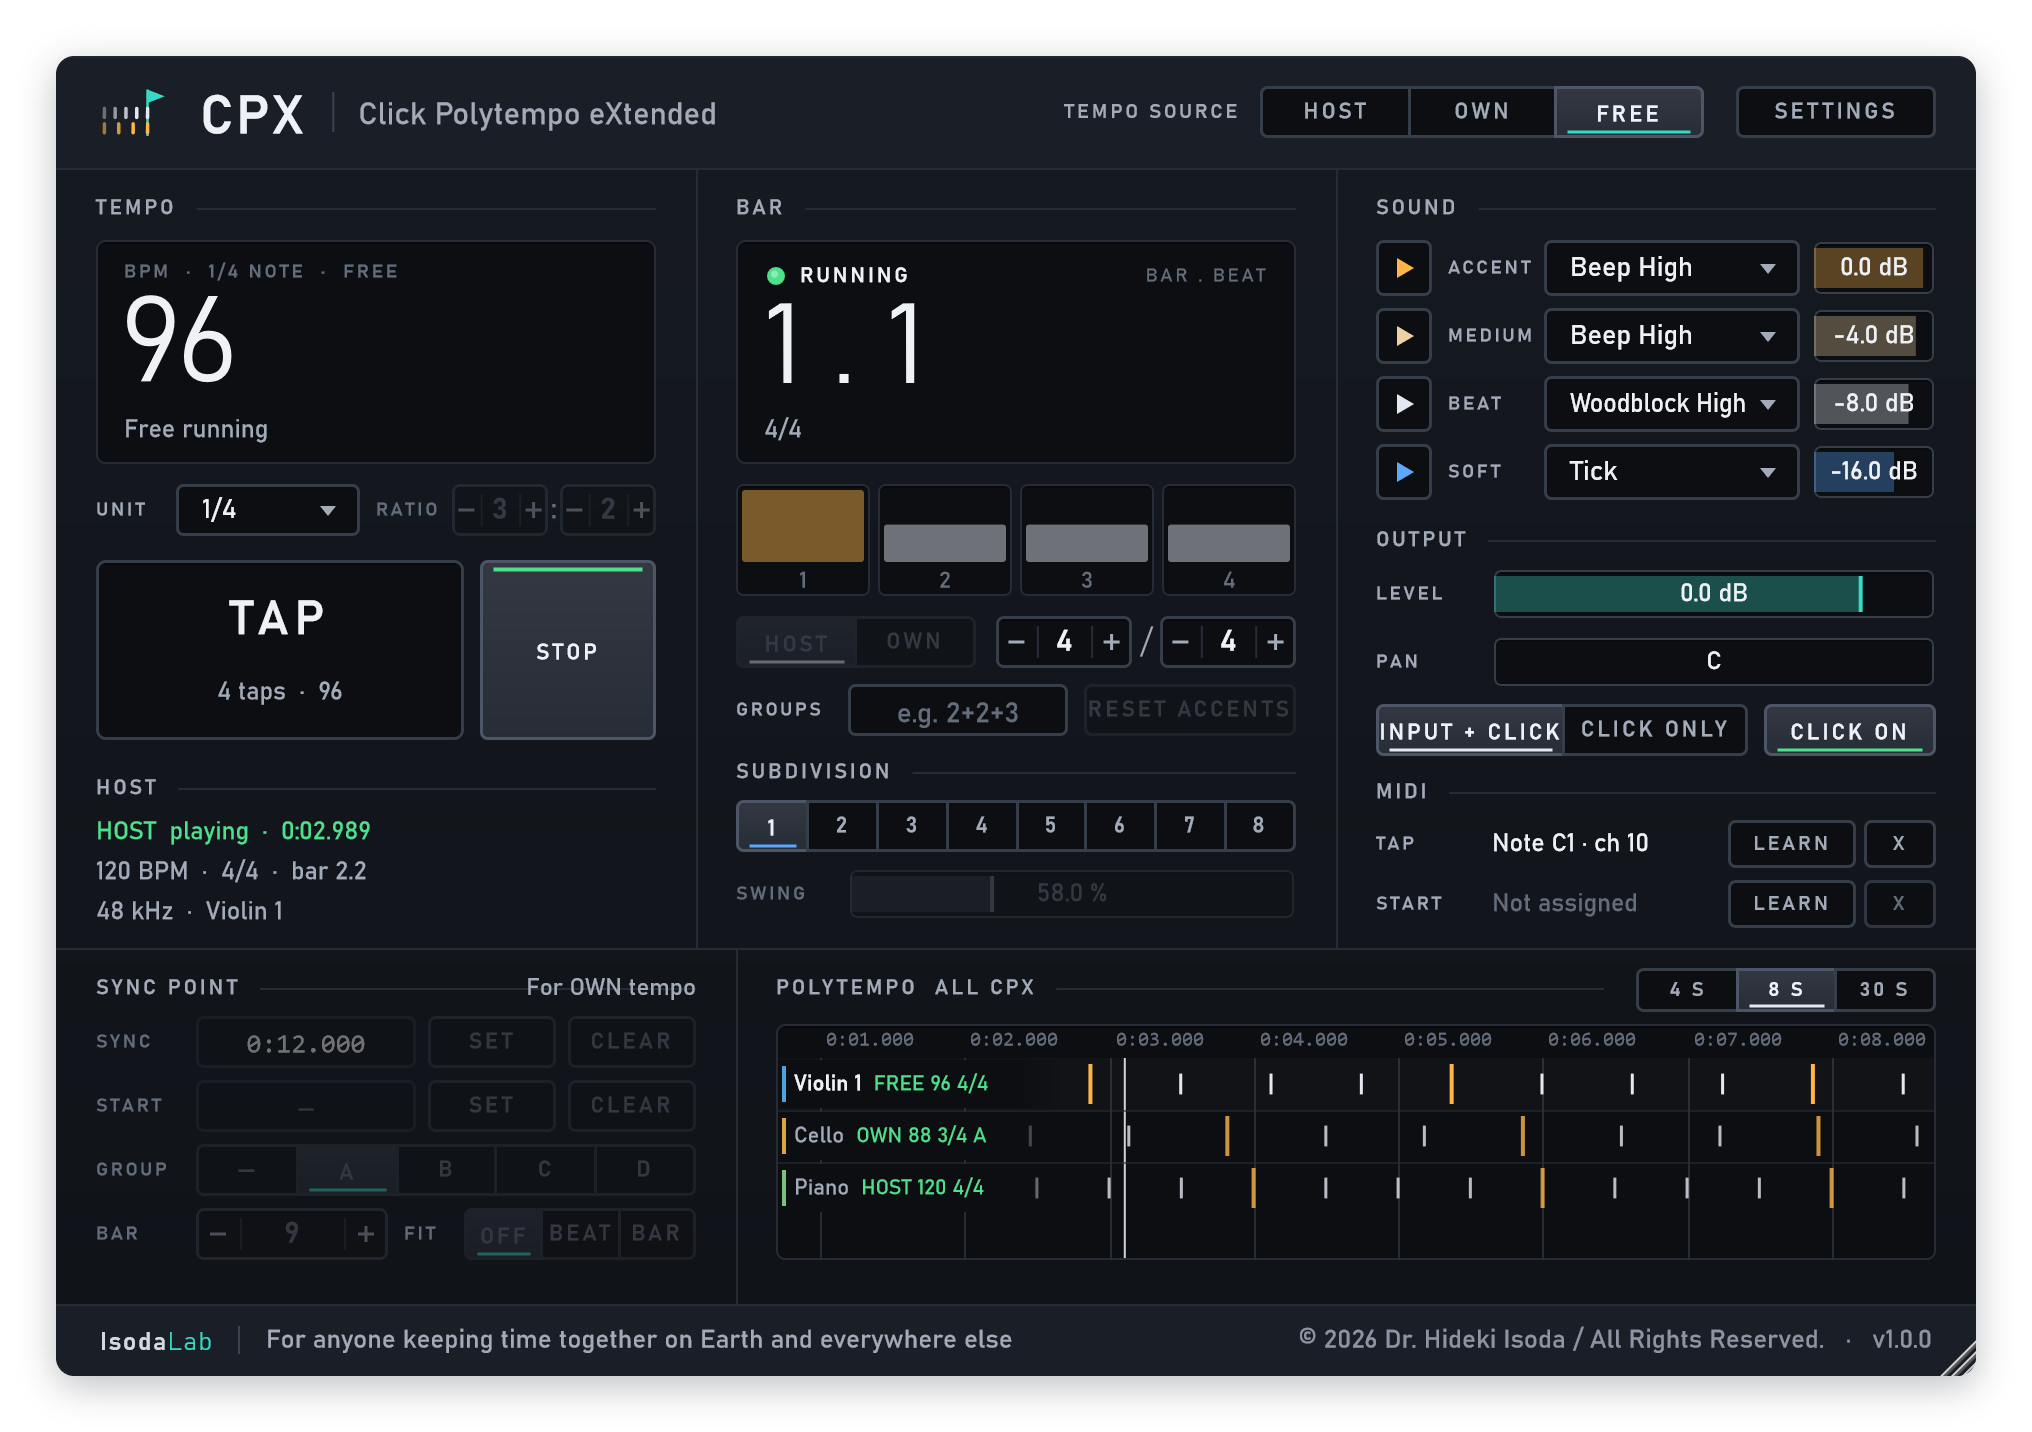 CPX
Click Polytempo eXtended
TEMPO SOURCE
HOST OWN FREE
SETTINGS
TEMPO
BPM · 1/4 NOTE · FREE
96
Free running
UNIT 1/4 RATIO − 3 + : − 2 +
TAP
4 taps · 96
STOP
HOST
HOST playing · 0:02.989
120 BPM · 4/4 · bar 2.2
48 kHz · Violin 1
BAR
RUNNING
BAR . BEAT
1 . 1
4/4
1 2 3 4
HOST OWN − 4 + / − 4 +
GROUPS e.g. 2+2+3 RESET ACCENTS
SUBDIVISION
1 2 3 4 5 6 7 8
SWING 58.0 %
SOUND
ACCENT Beep High 0.0 dB
MEDIUM Beep High -4.0 dB
BEAT Woodblock High -8.0 dB
SOFT Tick -16.0 dB
OUTPUT
LEVEL 0.0 dB
PAN C
INPUT + CLICK CLICK ONLY CLICK ON
MIDI
TAP Note C1 · ch 10 LEARN X
START Not assigned LEARN X
SYNC POINT For OWN tempo
SYNC 0:12.000 SET CLEAR
START — SET CLEAR
GROUP — A B C D
BAR − 9 + FIT OFF BEAT BAR
POLYTEMPO ALL CPX
4 S 8 S 30 S
0:01.000 0:02.000 0:03.000 0:04.000 0:05.000 0:06.000 0:07.000 0:08.000
Violin 1 FREE 96 4/4
Cello OWN 88 3/4 A
Piano HOST 120 4/4
IsodaLab
For anyone keeping time together on Earth and everywhere else
© 2026 Dr. Hideki Isoda / All Rights Reserved. · v1.0.0